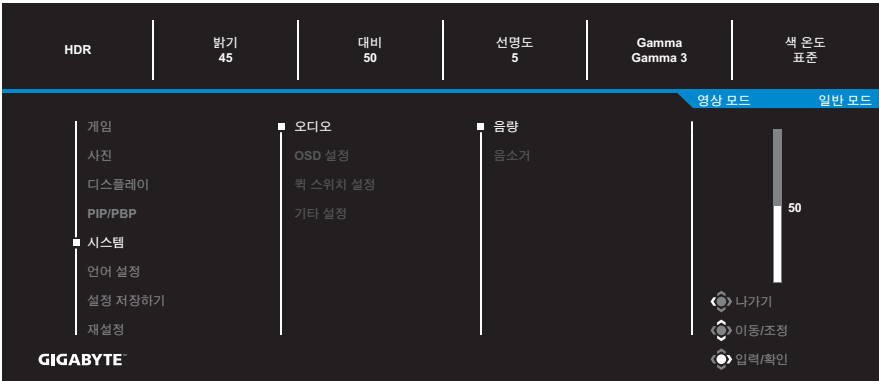 HDR
밝기
45
대비
50
선명도
5
Gamma
Gamma 3
색 온도
표준
영상 모드 일반 모드
게임
사진
디스플레이
PIP/PBP
시스템
언어 설정
설정 저장하기
재설정
오디오
OSD 설정
퀵 스위치 설정
기타 설정
음량
음소거
50
나가기
이동/조정
입력/확인
GIGABYTE™